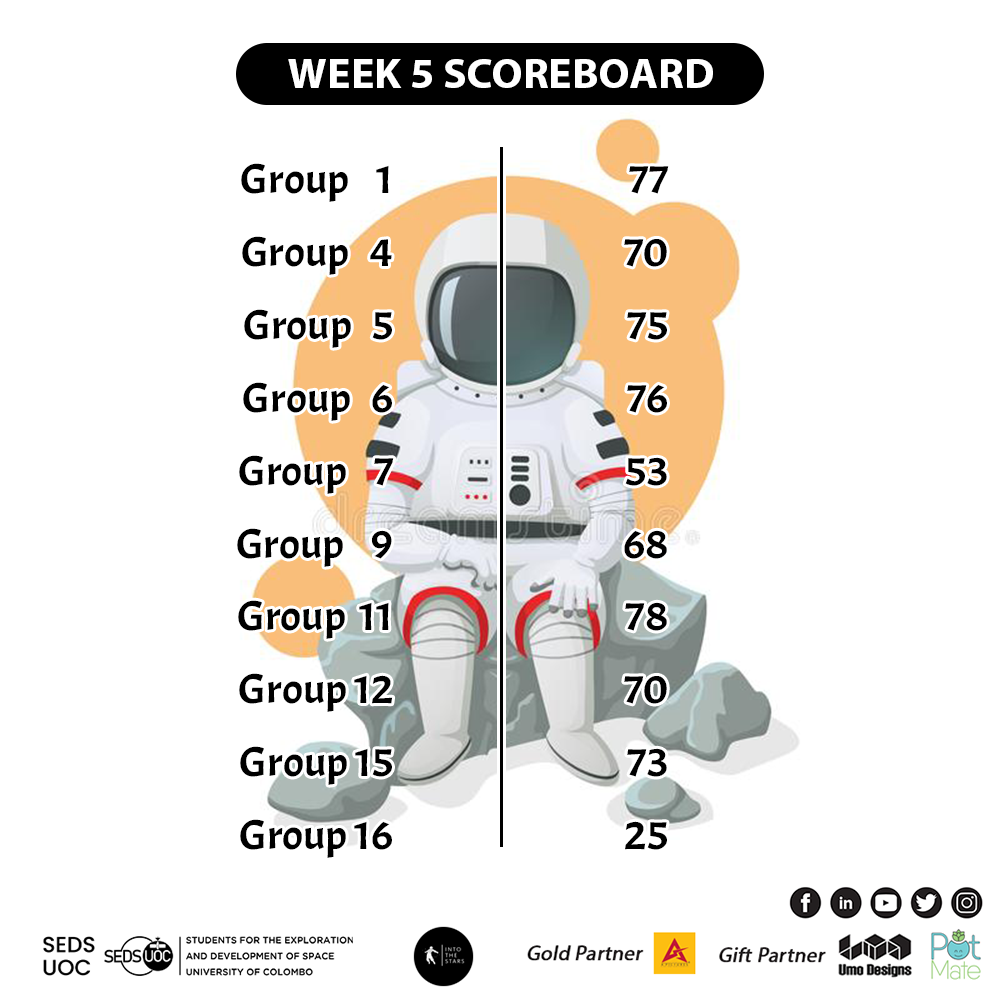 WEEK 5 SCOREBOARD
Group 1 77
Group 4 70
Group 5 75
Group 6 76
Group 7 53
Group 9 68
Group 11 78
Group 12 70
Group 15 73
Group 16 25
dreamstime.
SEDS
UOC
SEDS UOC
STUDENTS FOR THE EXPLORATION
AND DEVELOPMENT OF SPACE
UNIVERSITY OF COLOMBO
INTO
THE
STARS
Gold Partner
Gift Partner
Umo Designs
Pot
Mate